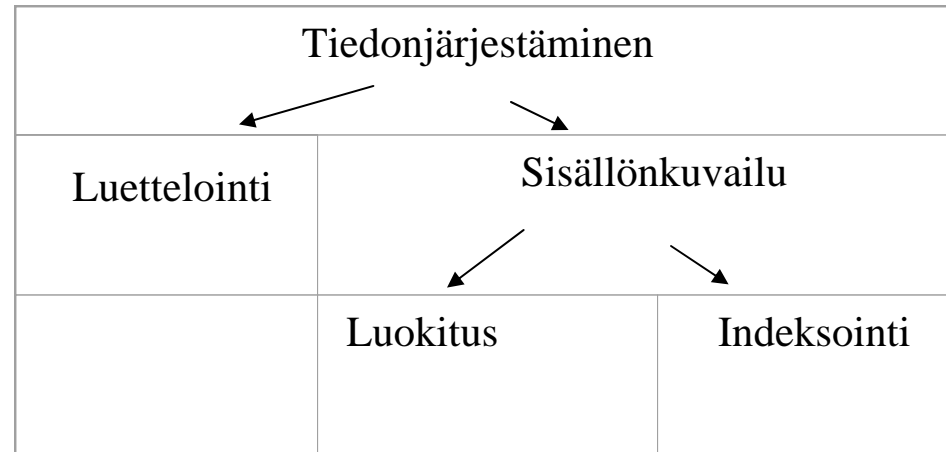 Tiedonjärjestäminen
Luettelointi
Sisällönkuvailu
Luokitus
Indeksointi